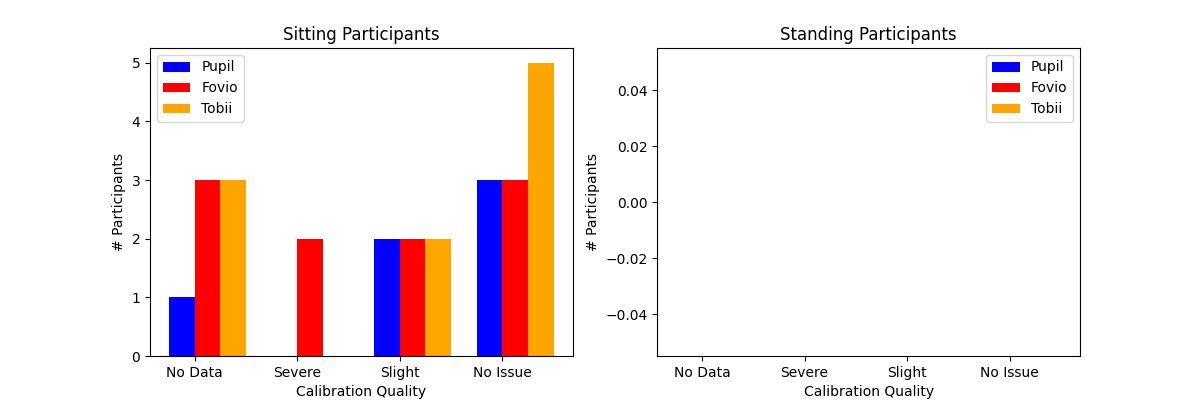 Sitting Participants
Pupil
Fovio
Tobii
5
4
3
2
1
0
# Participants
No Data
Severe
Slight
No Issue
Calibration Quality
Standing Participants
Pupil
Fovio
Tobii
0.04
0.02
0.00
−0.02
−0.04
# Participants
No Data
Severe
Slight
No Issue
Calibration Quality